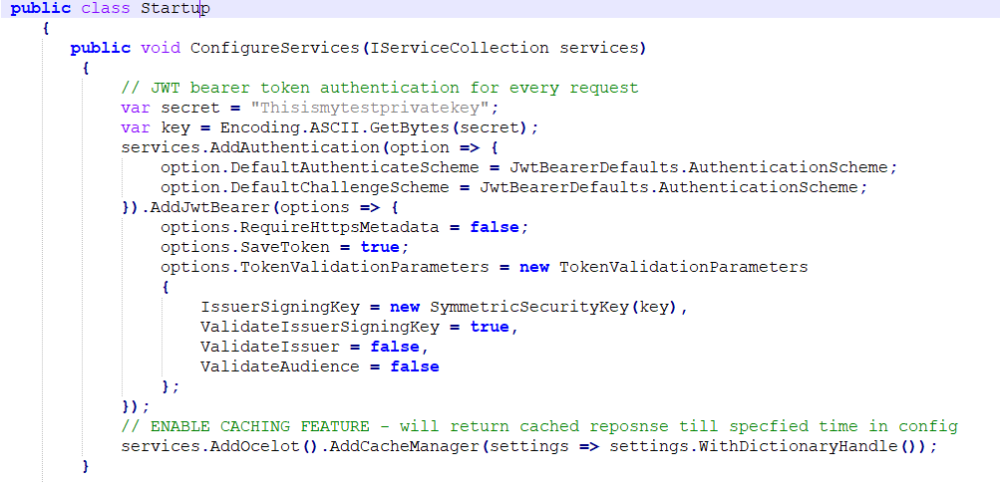 public class Startup
{
public void ConfigureServices(IServiceCollection services)
{
// JWT bearer token authentication for every request
var secret = "Thisismytestprivatekey";
var key = Encoding.ASCII.GetBytes(secret);
services.AddAuthentication(option => {
option.DefaultAuthenticateScheme = JwtBearerDefaults.AuthenticationScheme;
option.DefaultChallengeScheme = JwtBearerDefaults.AuthenticationScheme;
}).AddJwtBearer(options => {
options.RequireHttpsMetadata = false;
options.SaveToken = true;
options.TokenValidationParameters = new TokenValidationParameters
{
IssuerSigningKey = new SymmetricSecurityKey(key),
ValidateIssuerSigningKey = true,
ValidateIssuer = false,
ValidateAudience = false
};
});
// ENABLE CACHING FEATURE - will return cached reposnse till specfied time in config
services.AddOcelot().AddCacheManager(settings => settings.WithDictionaryHandle());
}